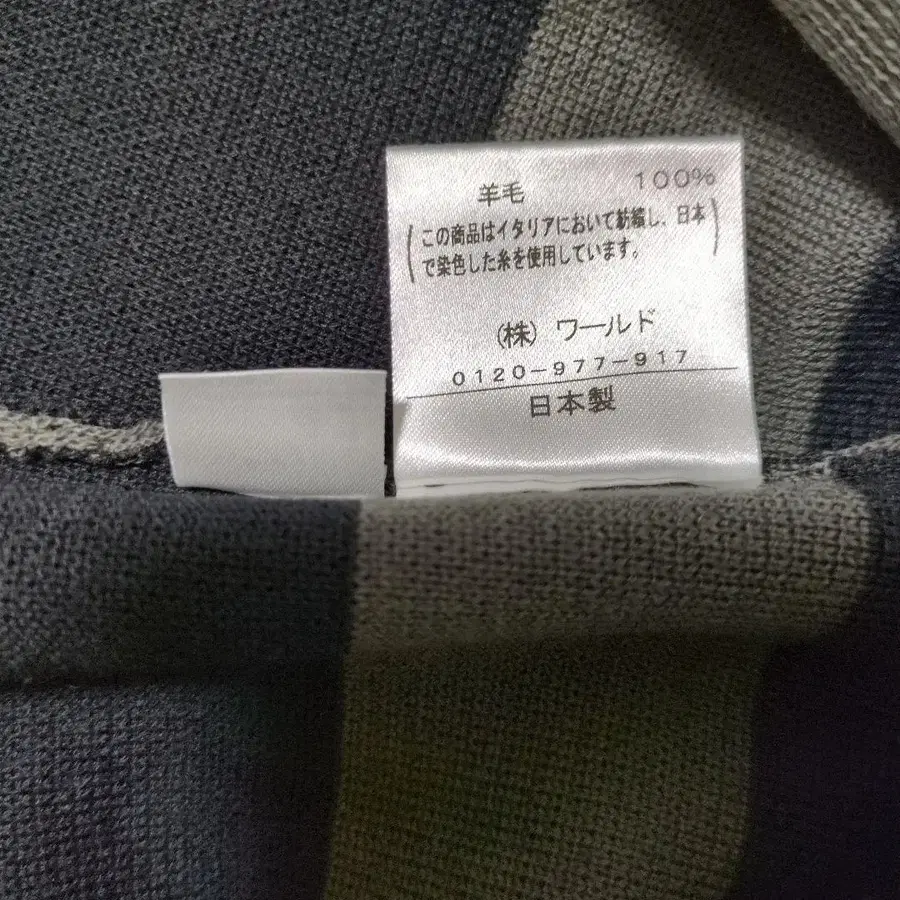 羊毛 100%
(この商品はイタリアにおいて紡績し、日本
で染色した糸を使用しています。)
(株) ワールド
0120-977-917
日本製